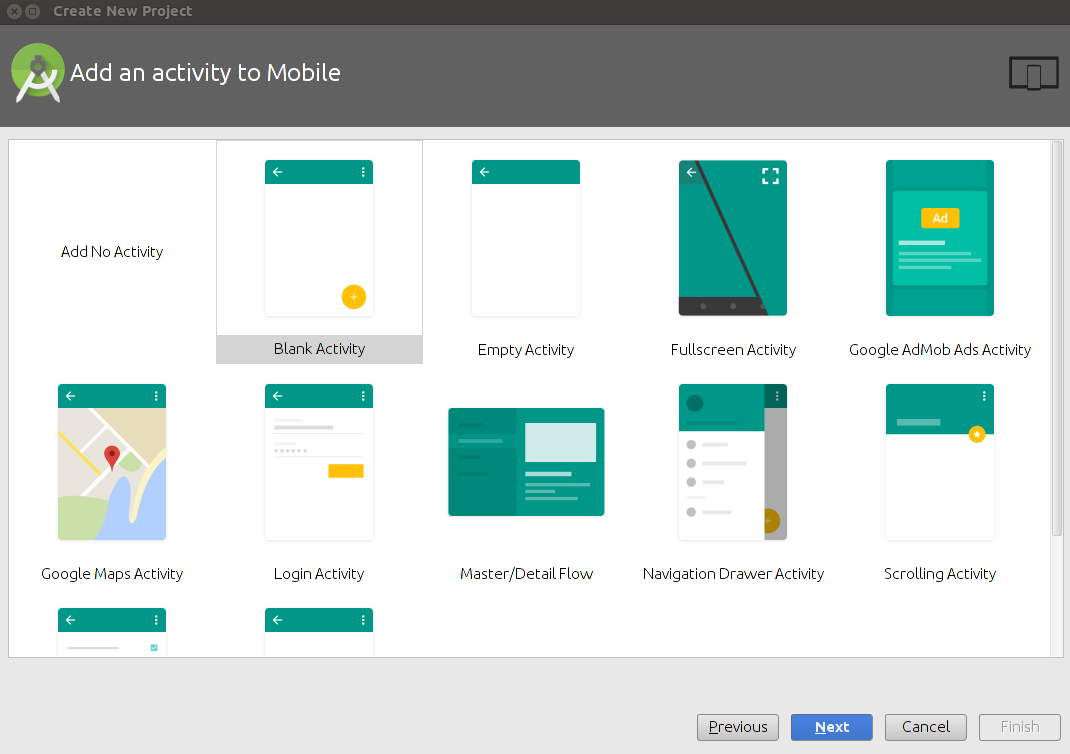 Create New Project
Add an activity to Mobile
Add No Activity
Blank Activity
Empty Activity
Fullscreen Activity
Ad
Google AdMob Ads Activity
Google Maps Activity
Login Activity
Master/Detail Flow
Navigation Drawer Activity
Scrolling Activity
Previous
Next
Cancel
Finish